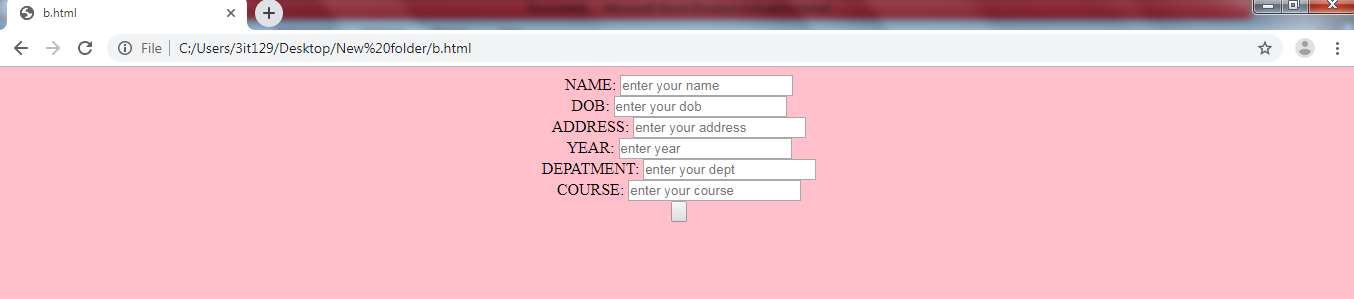 b.html
File C:/Users/3it129/Desktop/New%20folder/b.html
NAME: enter your name
DOB: enter your dob
ADDRESS: enter your address
YEAR: enter year
DEPATMENT: enter your dept
COURSE: enter your course